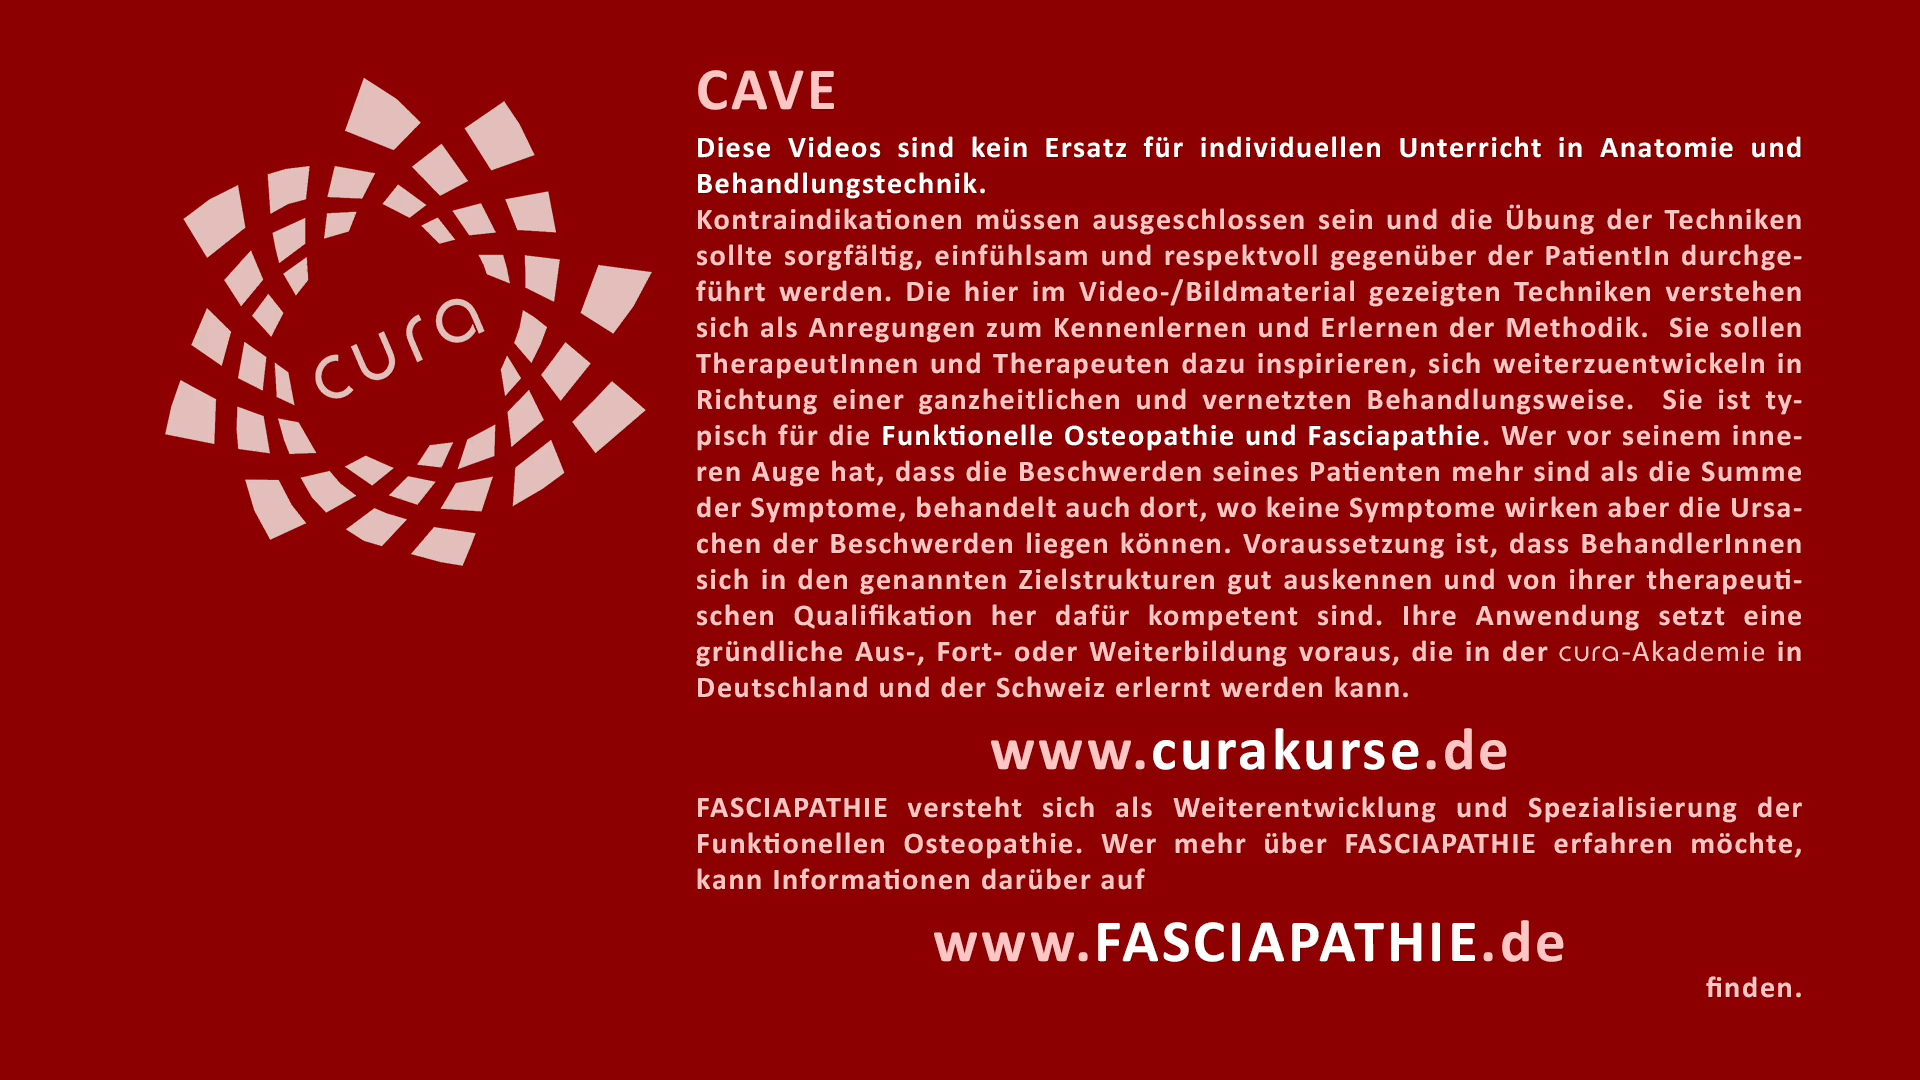 cura
CAVE
Diese Videos sind kein Ersatz für individuellen Unterricht in Anatomie und
Behandlungstechnik.
Kontraindikationen müssen ausgeschlossen sein und die Übung der Techniken
sollte sorgfältig, einfühlsam und respektvoll gegenüber der PatientIn durchge-
führt werden. Die hier im Video-/Bildmaterial gezeigten Techniken verstehen
sich als Anregungen zum Kennenlernen und Erlernen der Methodik. Sie sollen
TherapeutInnen und Therapeuten dazu inspirieren, sich weiterzuentwickeln in
Richtung einer ganzheitlichen und vernetzten Behandlungsweise. Sie ist ty-
pisch für die Funktionelle Osteopathie und Fasciapathie. Wer vor seinem inne-
ren Auge hat, dass die Beschwerden seines Patienten mehr sind als die Summe
der Symptome, behandelt auch dort, wo keine Symptome wirken aber die Ursa-
chen der Beschwerden liegen können. Voraussetzung ist, dass BehandlerInnen
sich in den genannten Zielstrukturen gut auskennen und von ihrer therapeuti-
schen Qualifikation her dafür kompetent sind. Ihre Anwendung setzt eine
gründliche Aus-, Fort- oder Weiterbildung voraus, die in der cura-Akademie in
Deutschland und der Schweiz erlernt werden kann.
www.curakurse.de
FASCIAPATHIE versteht sich als Weiterentwicklung und Spezialisierung der
Funktionellen Osteopathie. Wer mehr über FASCIAPATHIE erfahren möchte,
kann Informationen darüber auf
www.FASCIAPATHIE.de
finden.